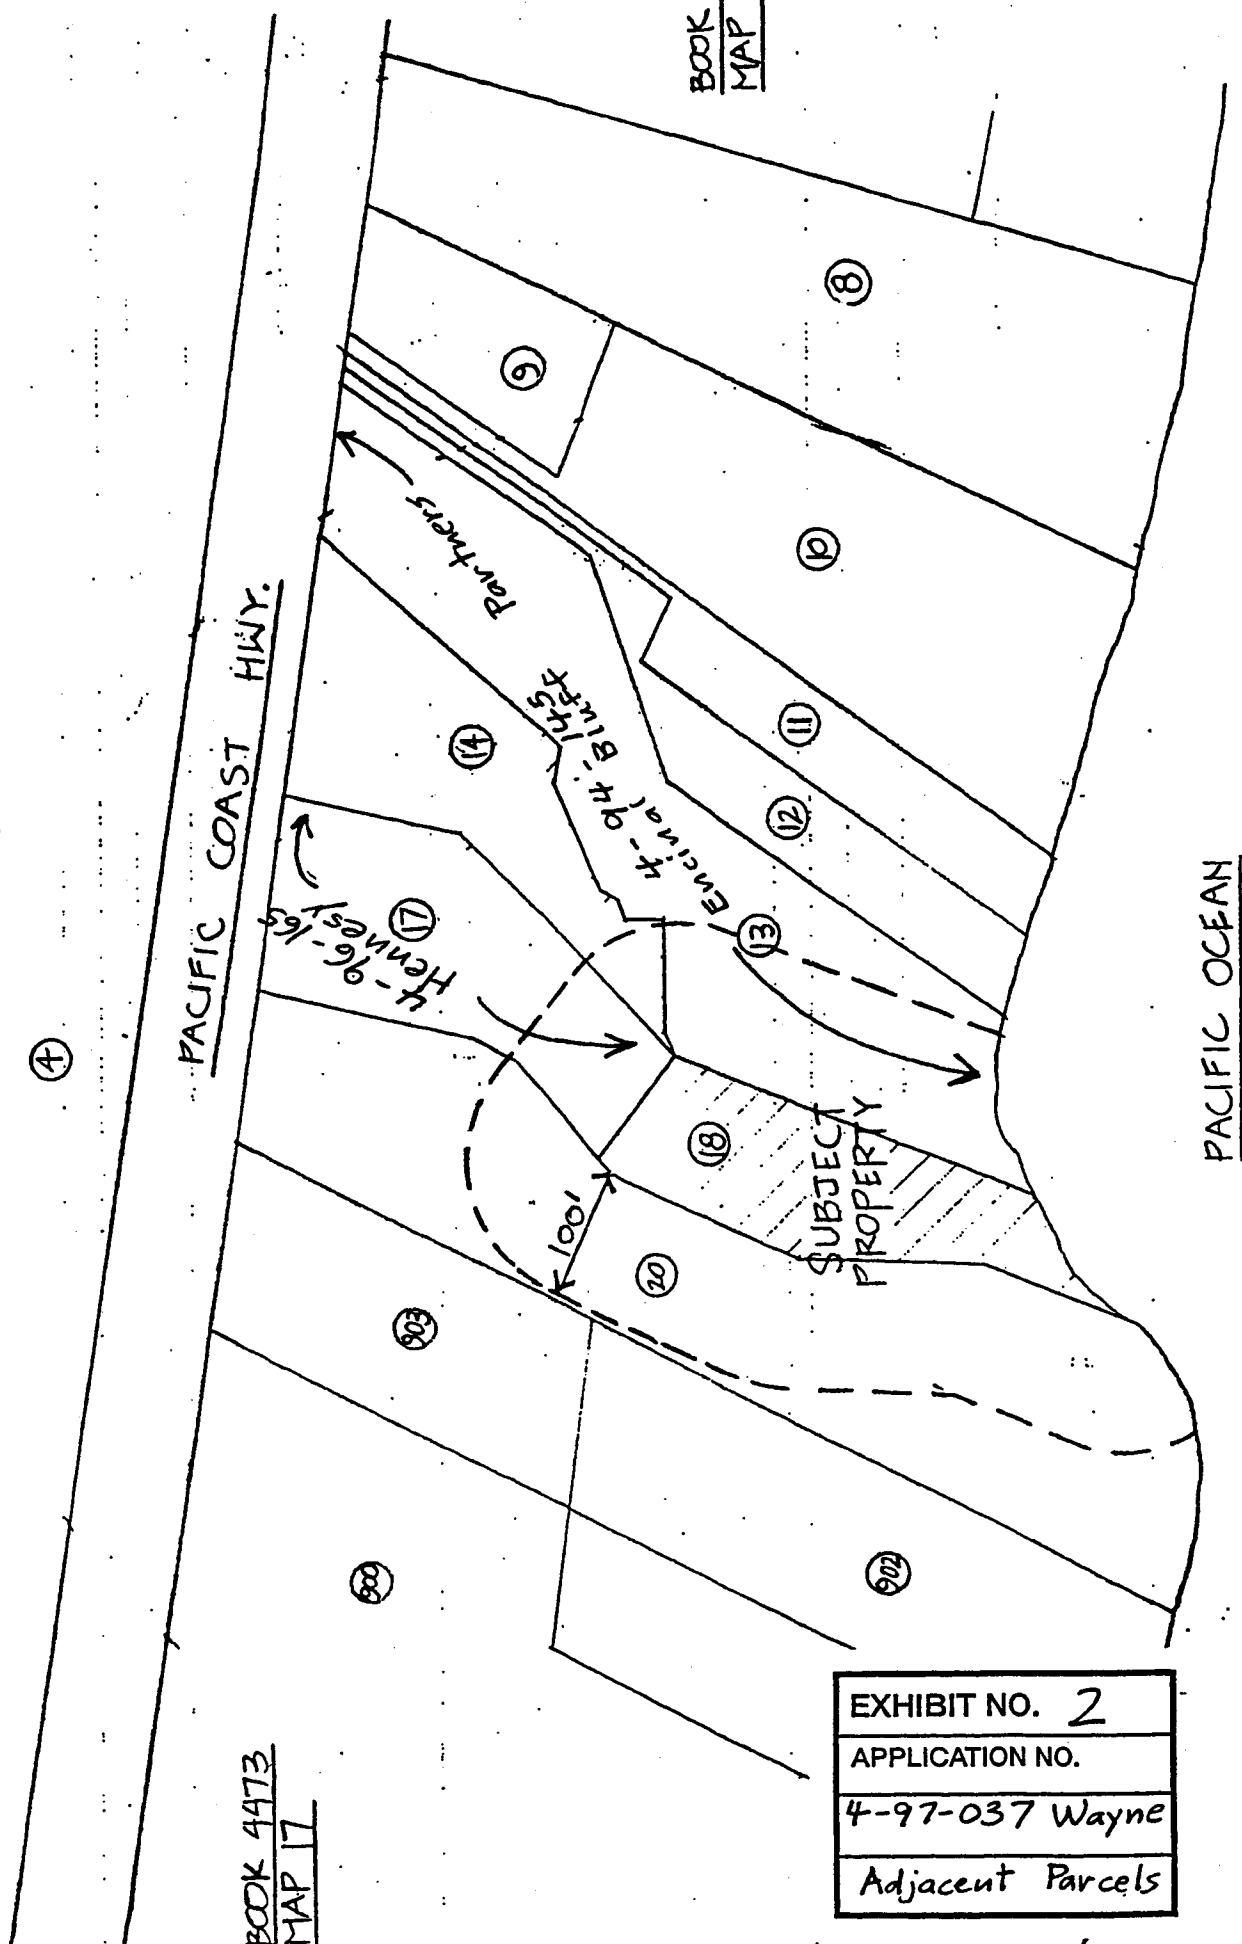 BOOK
MAP
8
9
10
Partners
PACIFIC COAST HWY.
4-94-145
Encinal Bluff
11
12
14
13
4-96-165
Hennesy
17
4
PACIFIC OCEAN
18
SUBJECT
PROPERTY
100'
20
903
900
902
BOOK 4473
MAP 17
EXHIBIT NO. 2
APPLICATION NO.
4-97-037 Wayne
Adjacent Parcels